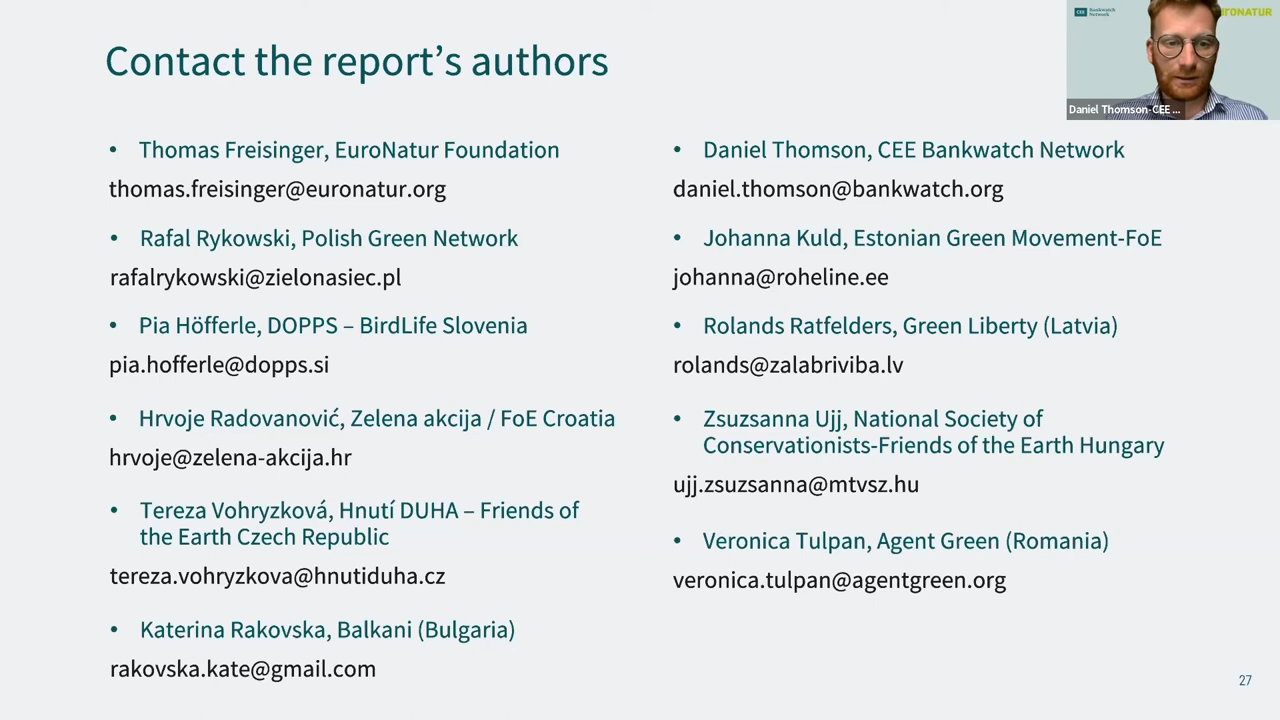 Contact the report's authors
• Thomas Freisinger, EuroNatur Foundation
thomas.freisinger@euronatur.org
• Rafal Rykowski, Polish Green Network
rafalrykowski@zielonasiec.pl
• Pia Höfferle, DOPPS – BirdLife Slovenia
pia.hofferle@dopps.si
• Hrvoje Radovanović, Zelena akcija / FoE Croatia
hrvoje@zelena-akcija.hr
• Tereza Vohryzková, Hnutí DUHA – Friends of
the Earth Czech Republic
tereza.vohryzkova@hnutiduha.cz
• Katerina Rakovska, Balkani (Bulgaria)
rakovska.kate@gmail.com
• Daniel Thomson, CEE Bankwatch Network
daniel.thomson@bankwatch.org
• Johanna Kuld, Estonian Green Movement-FoE
johanna@roheline.ee
• Rolands Ratfelders, Green Liberty (Latvia)
rolands@zalabriviba.lv
• Zsuzsanna Ujj, National Society of
Conservationists-Friends of the Earth Hungary
ujj.zsuzsanna@mtvsz.hu
• Veronica Tulpan, Agent Green (Romania)
veronica.tulpan@agentgreen.org
CEE Bankwatch
Network
RONATUR
Daniel Thomson-CEE ...
27